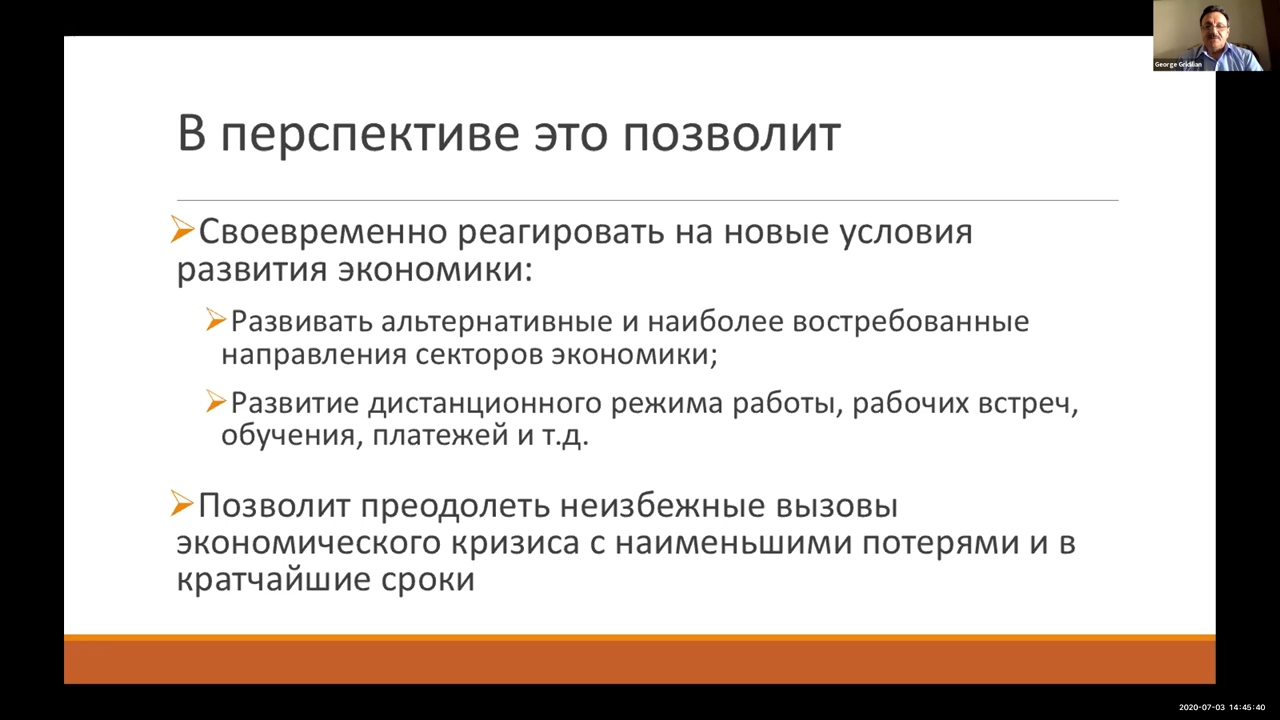 George Gridilian
В перспективе это позволит
Своевременно реагировать на новые условия
развития экономики:
Развивать альтернативные и наиболее востребованные
направления секторов экономики;
Развитие дистанционного режима работы, рабочих встреч,
обучения, платежей и т.д.
Позволит преодолеть неизбежные вызовы
экономического кризиса с наименьшими потерями и в
кратчайшие сроки
2020-07-03 14:45:40